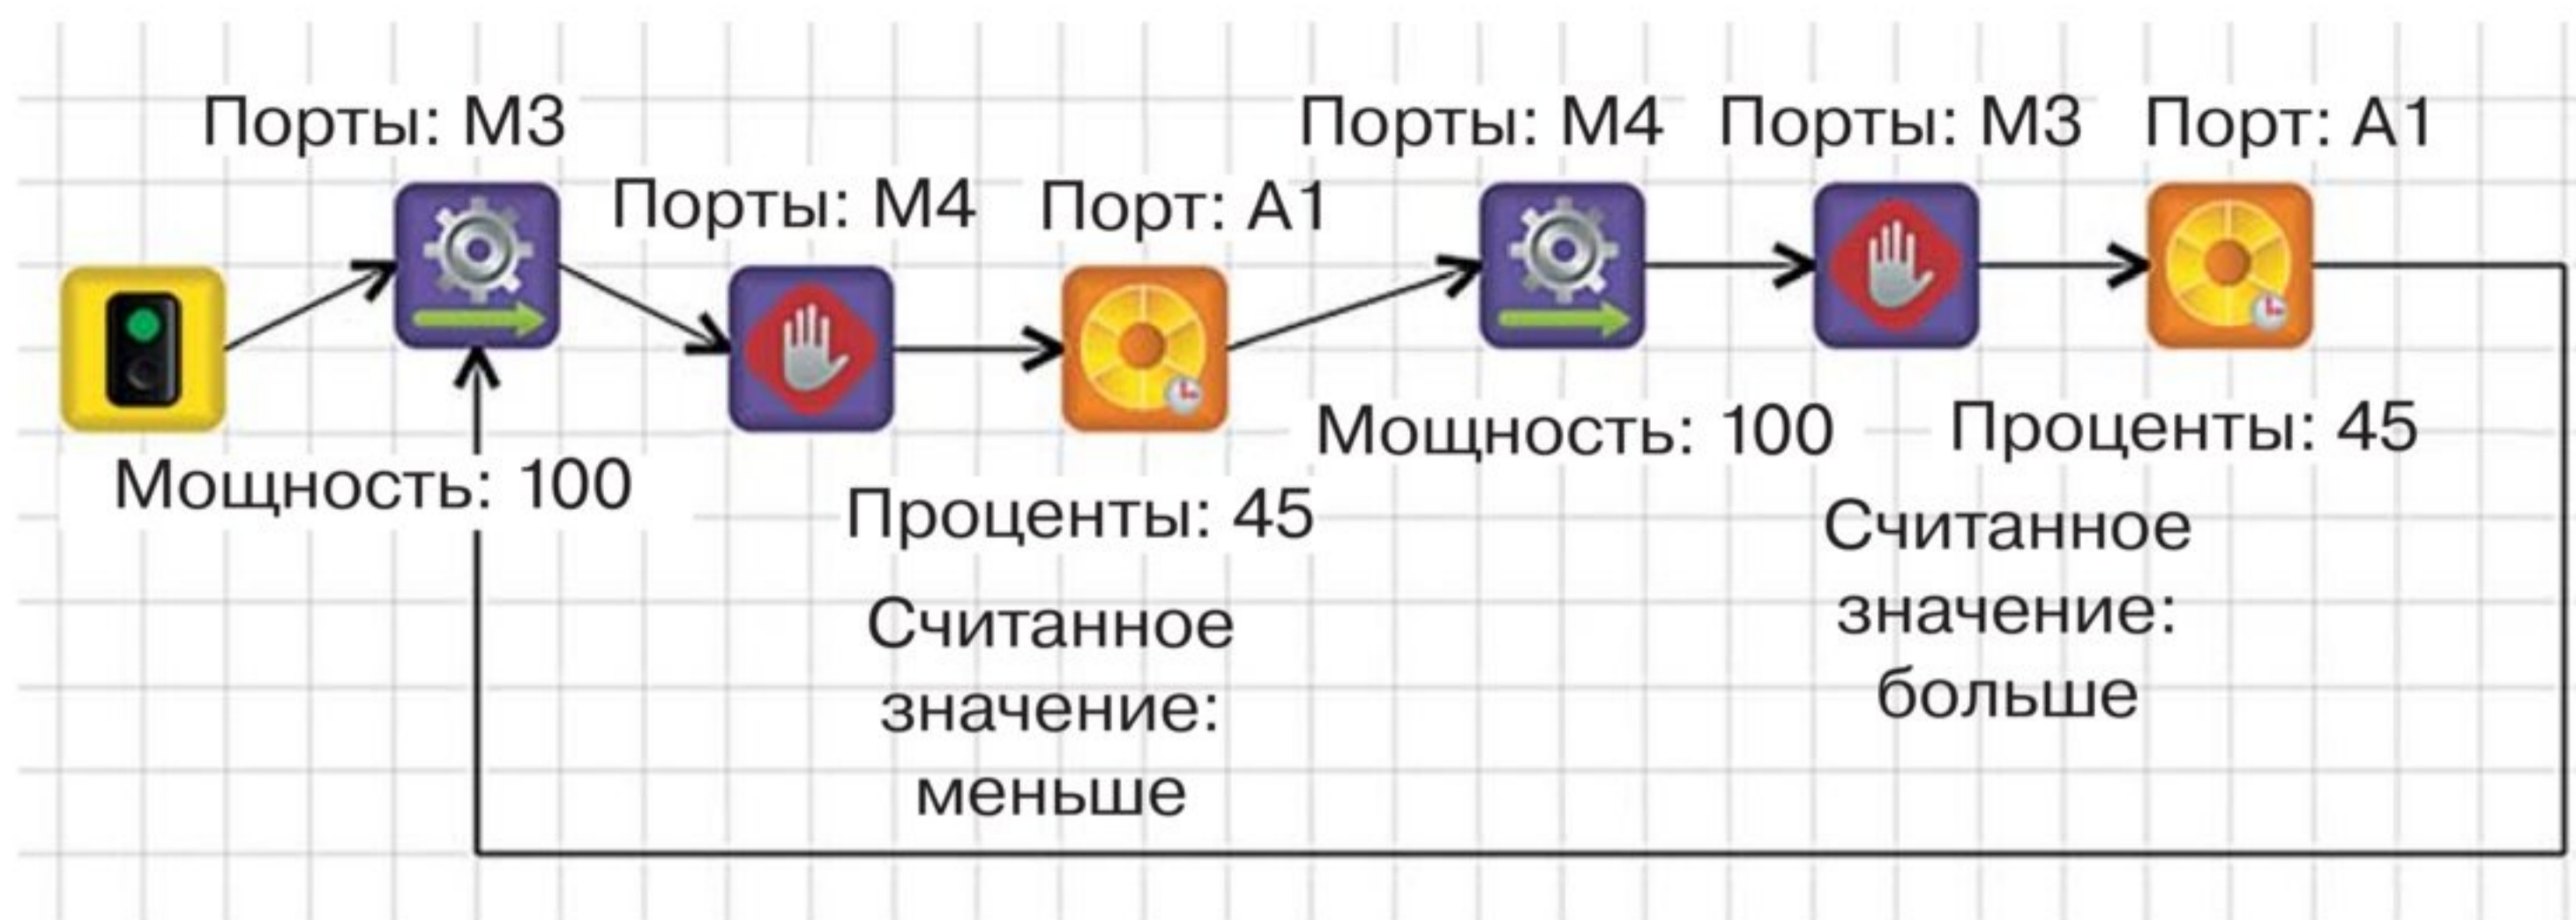 Порты: М3
Порты: М4
Порт: А1
Порты: М4
Порты: М3
Порт: А1
Мощность: 100
Проценты: 45
Считанное
значение:
меньше
Мощность: 100
Проценты: 45
Считанное
значение:
больше